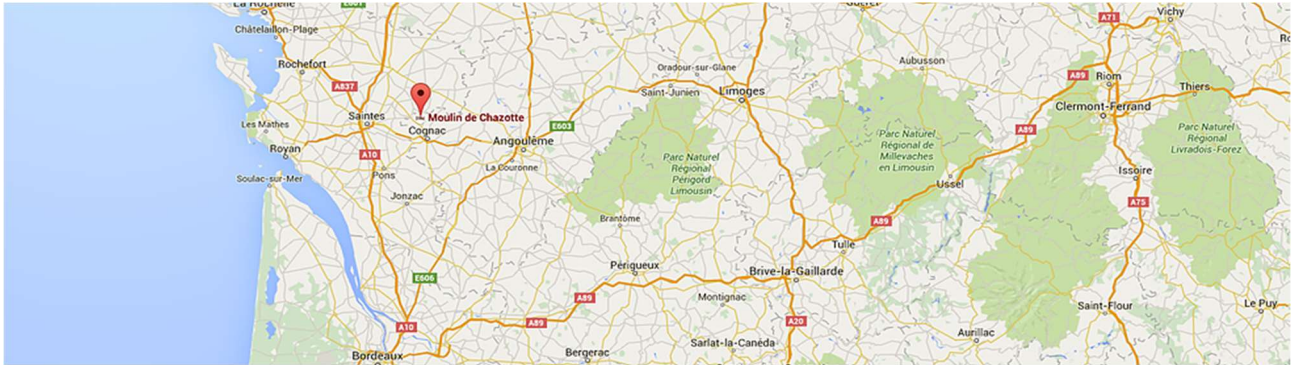 La Rochelle
Châtelaillon-Plage
Rochefort
A837
Moulin de Chazotte
Saintes
Cognac
Les Mathes
Royan
A10
Pons
Soulac-sur-Mer
Jonzac
Angoulême
La Couronne
E603
Oradour-sur-Glane
Saint-Junien
Limoges
Parc Naturel
Régional
Périgord
Limousin
Brantôme
Périgueux
E606
A10
Bordeaux
A89
A89
Bergerac
Montignac
Sarlat-la-Canéda
Brive-la-Gaillarde
A20
Tulle
A89
Aubusson
Parc Naturel
Régional de
Millevaches
en Limousin
Ussel
A89
A89
A71
Vichy
Riom
Clermont-Ferrand
Thiers
Parc Naturel
Régional
Livradois-Forez
Issoire
A75
Saint-Flour
Aurillac
Le Puy